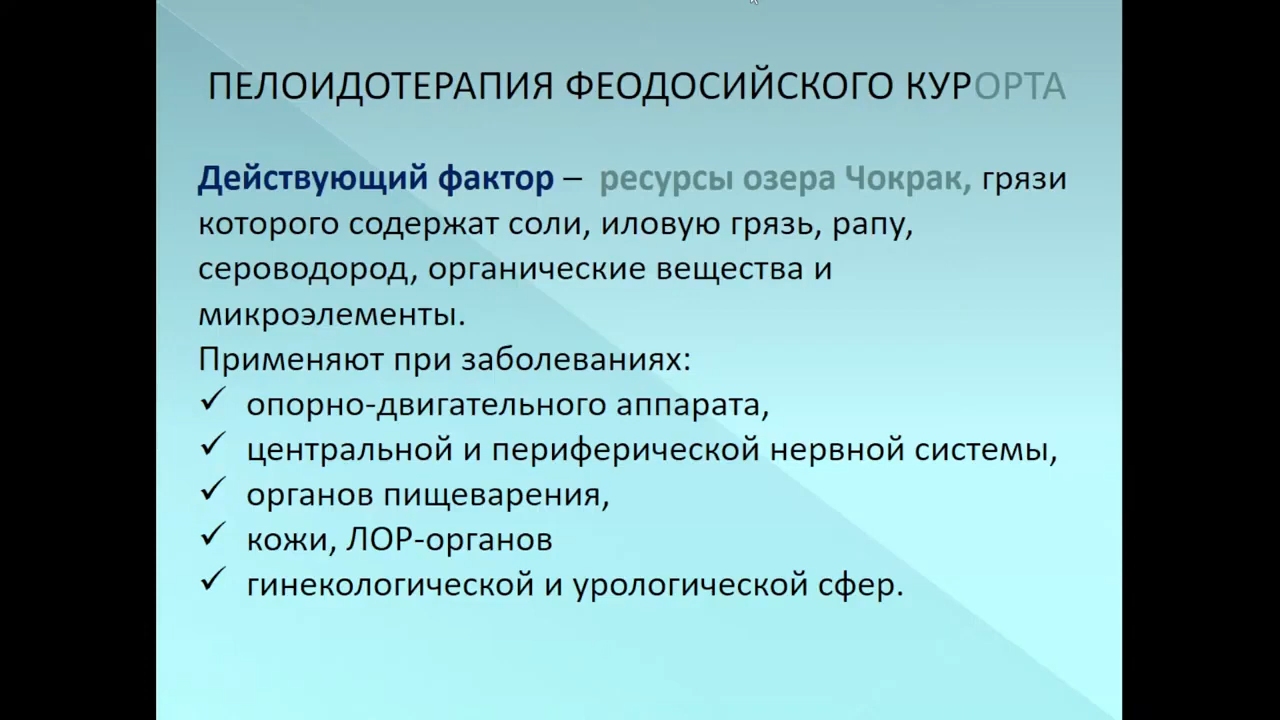 ПЕЛОИДОТЕРАПИЯ ФЕОДОСИЙСКОГО КУРОРТА
Действующий фактор – ресурсы озера Чокрак, грязи
которого содержат соли, иловую грязь, рапу,
сероводород, органические вещества и
микроэлементы.
Применяют при заболеваниях:
✓ опорно-двигательного аппарата,
✓ центральной и периферической нервной системы,
✓ органов пищеварения,
✓ кожи, ЛОР-органов
✓ гинекологической и урологической сфер.